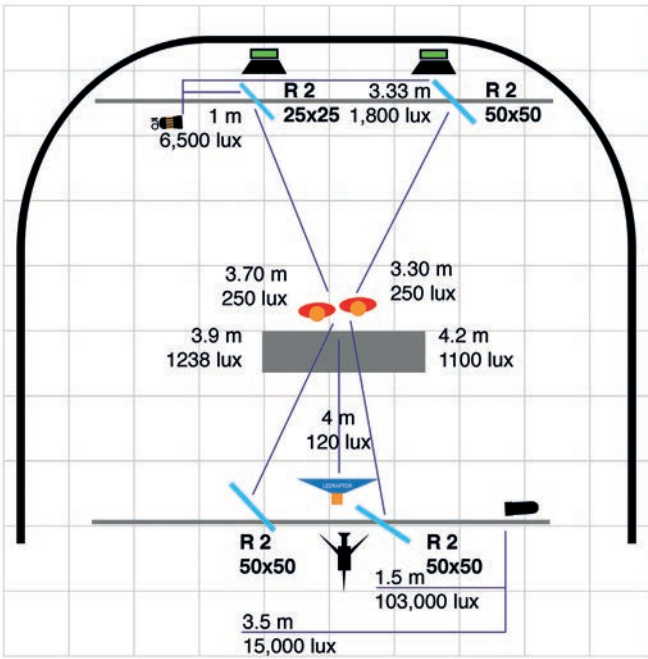 R 2
25x25
3.33 m
1,800 lux
R 2
50x50
1 m
6,500 lux
3.70 m
250 lux
3.30 m
250 lux
3.9 m
1238 lux
4.2 m
1100 lux
4 m
120 lux
LEDRAPTOR
R 2
50x50
R 2
50x50
1.5 m
103,000 lux
3.5 m
15,000 lux